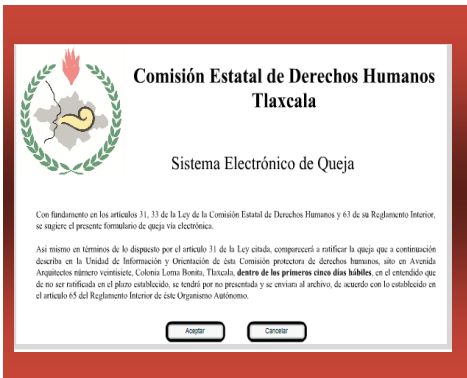 Comisión Estatal de Derechos Humanos
Tlaxcala
Sistema Electrónico de Queja
Con fundamento en los artículos 31, 33 de la Ley de la Comisión Estatal de Derechos Humanos y 63 de su Reglamento Interior,
se sugiere el presente formulario de queja vía electrónica.
Así mismo en términos de lo dispuesto por el artículo 31 de la Ley citada, comparecerá a ratificar la queja que a continuación
describa en la Unidad de Información y Orientación de ésta Comisión protectora de derechos humanos, sito en Avenida
Arquitectos número veintisiete, Colonia Loma Bonita, Tlaxcala, dentro de los primeros cinco días hábiles, en el entendido que
de no ser ratificada en el plazo establecido, se tendrá por no presentada y se enviara al archivo, de acuerdo con lo establecido en
el artículo 65 del Reglamento Interior de éste Organismo Autónomo.
Aceptar
Cancelar